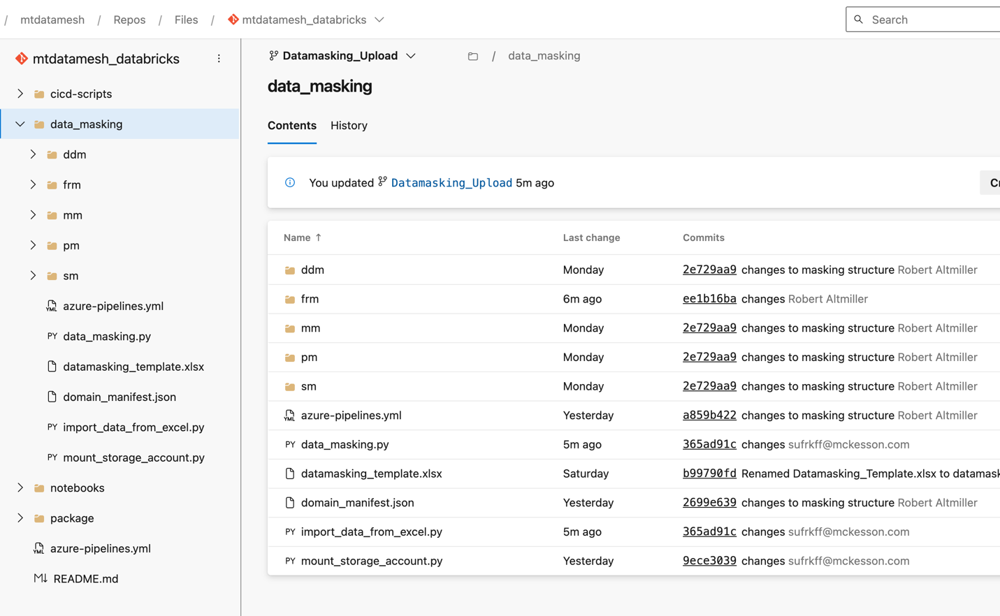 / mtdatamesh / Repos / Files / mtdatamesh_databricks
Search
mtdatamesh_databricks
cicd-scripts
data_masking
ddm
frm
mm
pm
sm
YML azure-pipelines.yml
PY data_masking.py
datamasking_template.xlsx
domain_manifest.json
PY import_data_from_excel.py
PY mount_storage_account.py
notebooks
package
YML azure-pipelines.yml
M↓ README.md
Datamasking_Upload
/ data_masking
data_masking
Contents History
You updated Datamasking_Upload 5m ago
Name ↑ Last change Commits
ddm Monday 2e729aa9 changes to masking structure Robert Altmiller
frm 6m ago ee1b16ba changes Robert Altmiller
mm Monday 2e729aa9 changes to masking structure Robert Altmiller
pm Monday 2e729aa9 changes to masking structure Robert Altmiller
sm Monday 2e729aa9 changes to masking structure Robert Altmiller
YML azure-pipelines.yml Yesterday a859b422 changes to masking structure Robert Altmiller
PY data_masking.py 5m ago 365ad91c changes sufrkff@mckesson.com
datamasking_template.xlsx Saturday b99790fd Renamed Datamasking_Template.xlsx to datamask
domain_manifest.json Yesterday 2699e639 changes to masking structure Robert Altmiller
PY import_data_from_excel.py 5m ago 365ad91c changes sufrkff@mckesson.com
PY mount_storage_account.py Yesterday 9ece3039 changes sufrkff@mckesson.com